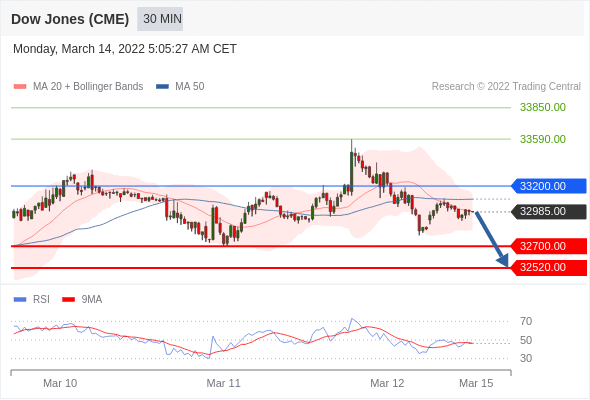 Dow Jones (CME) 30 MIN
Monday, March 14, 2022 5:05:27 AM CET
MA 20 + Bollinger Bands MA 50 Research © 2022 Trading Central
33850.00
33590.00
33200.00
32985.00
32700.00
32520.00
RSI 9MA
70
50
30
Mar 10 Mar 11 Mar 12 Mar 15